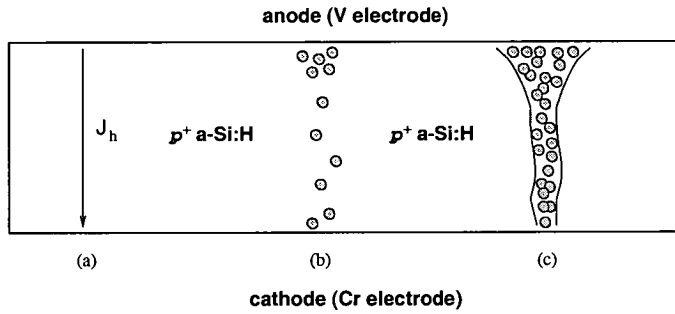 anode (V electrode)
J_h p⁺ a-Si:H p⁺ a-Si:H
(a) (b) (c)
cathode (Cr electrode)